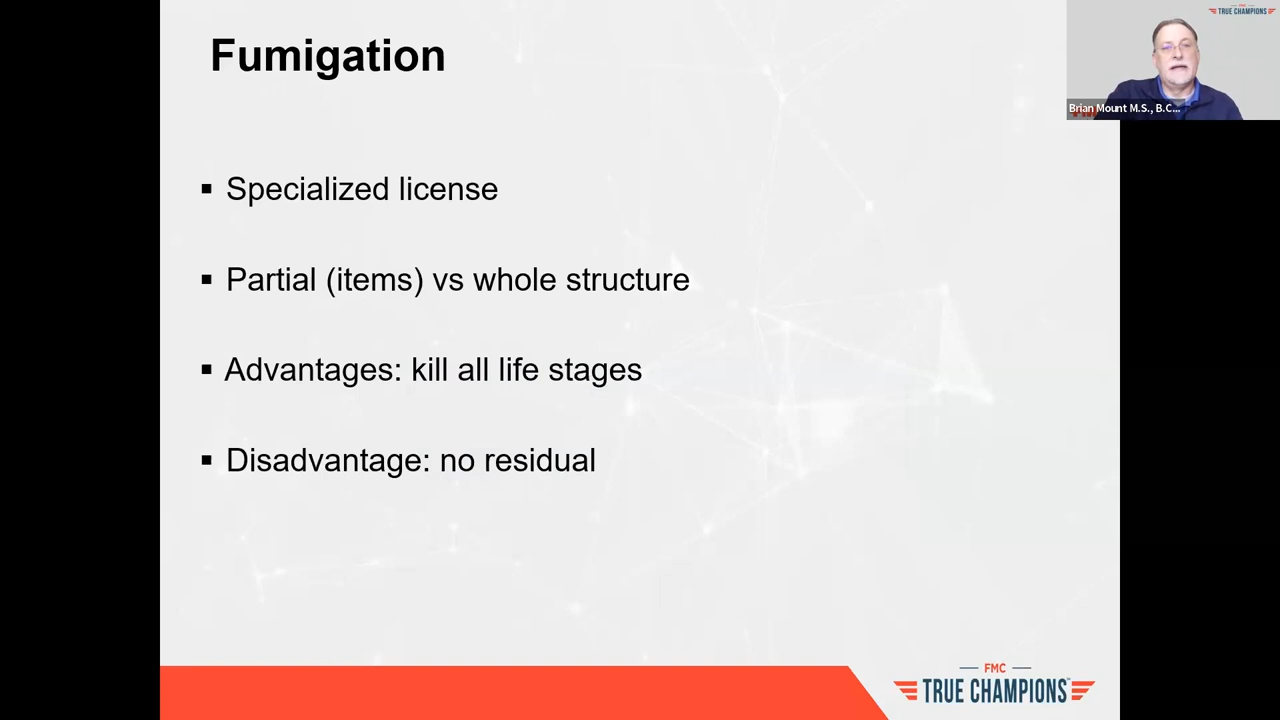 Fumigation
TRUE CHAMPIONS
Brian Mount M.S., B.C...
▪ Specialized license
▪ Partial (items) vs whole structure
▪ Advantages: kill all life stages
▪ Disadvantage: no residual
FMC
TRUE CHAMPIONS